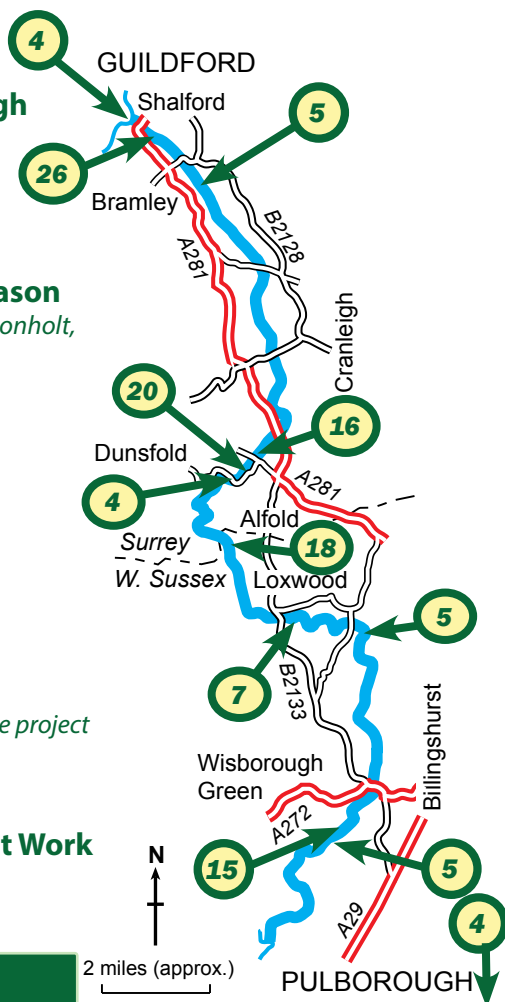 4
GUILDFORD
gh
Shalford
5
26
Bramley
B2128
A281
ason
onholt,
Cranleigh
20
16
Dunsfold
4
A281
Alfold
18
Surrey
W. Sussex
Loxwood
5
7
B2133
e project
Billingshurst
Wisborough
Green
A272
t Work
15
5
N
A29
4
2 miles (approx.)
PULBOROUGH